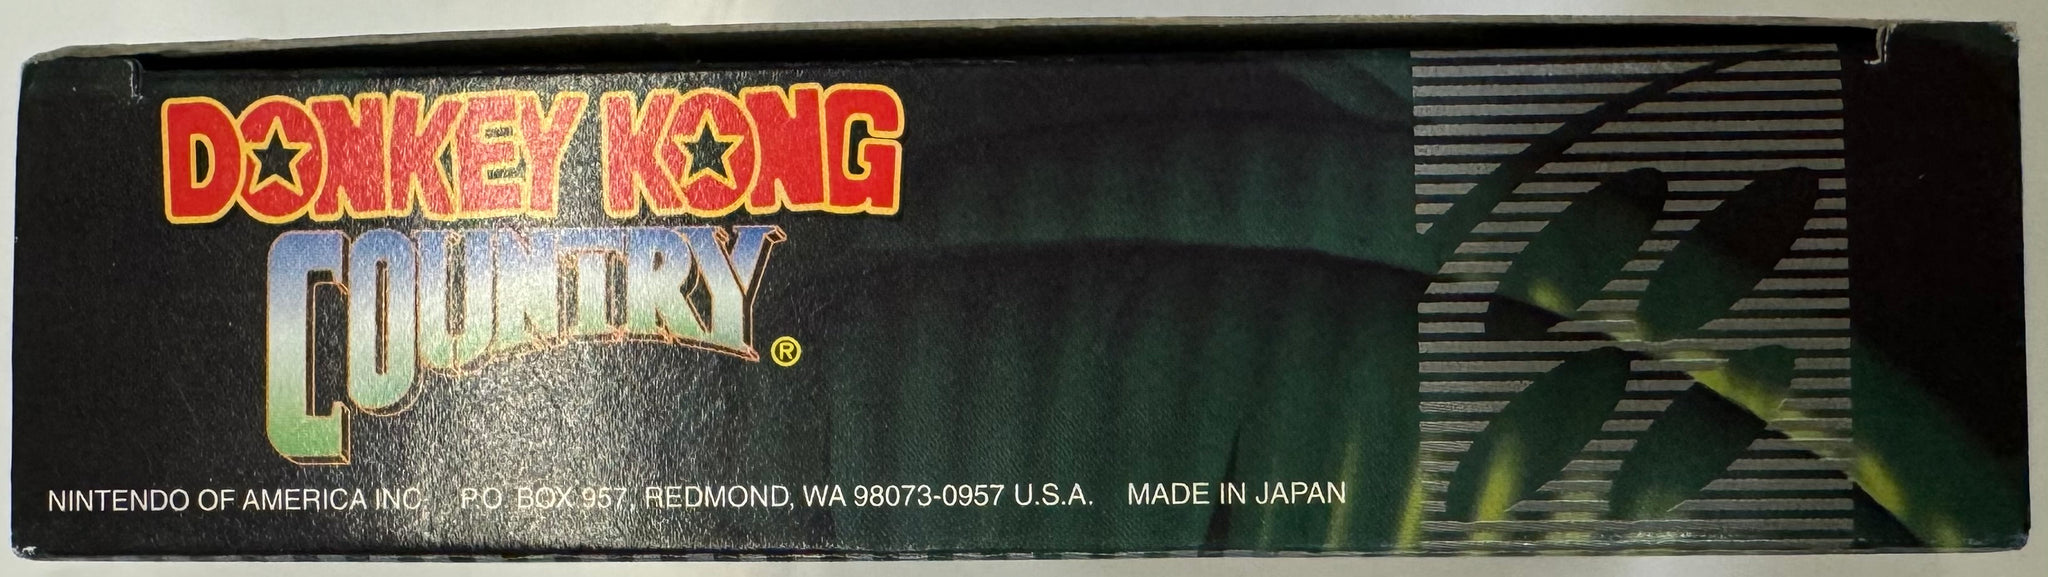 DONKEY KONG
COUNTRY
®
NINTENDO OF AMERICA INC. P.O. BOX 957, REDMOND, WA 98073-0957 U.S.A. MADE IN JAPAN